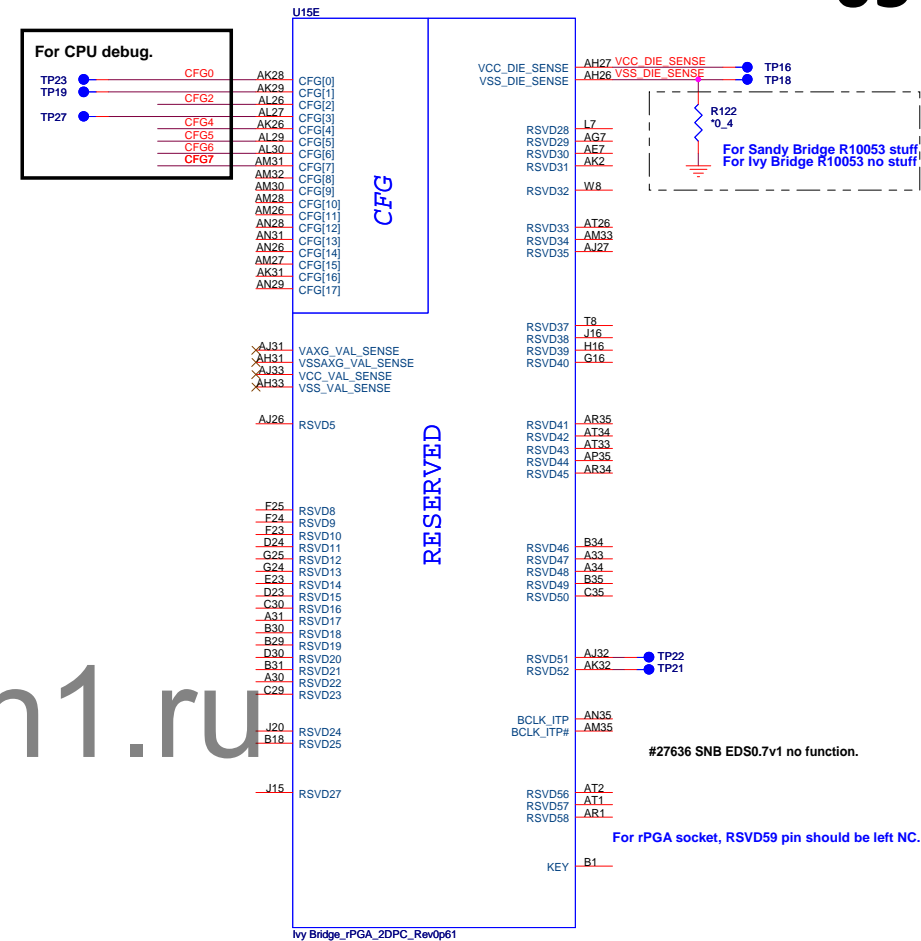 U15E
For CPU debug.
TP23 CFG0 AK28 CFG[0]
TP19 AK29 CFG[1]
CFG2 AL26 CFG[2]
TP27 AL27 CFG[3]
CFG4 AK26 CFG[4]
CFG5 AL29 CFG[5]
CFG6 AL30 CFG[6]
CFG7 AM31 CFG[7]
AM32 CFG[8]
AM30 CFG[9]
AM28 CFG[10]
AM26 CFG[11]
AN28 CFG[12]
AN31 CFG[13]
AN26 CFG[14]
AM27 CFG[15]
AK31 CFG[16]
AN29 CFG[17]
CFG
AJ31 VAXG_VAL_SENSE
AH31 VSSAXG_VAL_SENSE
AJ33 VCC_VAL_SENSE
AH33 VSS_VAL_SENSE
AJ26 RSVD5
F25 RSVD8
F24 RSVD9
F23 RSVD10
D24 RSVD11
G25 RSVD12
G24 RSVD13
E23 RSVD14
D23 RSVD15
C30 RSVD16
A31 RSVD17
B30 RSVD18
B29 RSVD19
D30 RSVD20
B31 RSVD21
A30 RSVD22
C29 RSVD23
J20 RSVD24
B18 RSVD25
J15 RSVD27
RESERVED
VCC_DIE_SENSE AH27 VCC_DIE_SENSE TP16
VSS_DIE_SENSE AH26 VSS_DIE_SENSE TP18
R122
*0_4
For Sandy Bridge R10053 stuff
For Ivy Bridge R10053 no stuff
RSVD28 L7
RSVD29 AG7
RSVD30 AE7
RSVD31 AK2
RSVD32 W8
RSVD33 AT26
RSVD34 AM33
RSVD35 AJ27
RSVD37 T8
RSVD38 J16
RSVD39 H16
RSVD40 G16
RSVD41 AR35
RSVD42 AT34
RSVD43 AT33
RSVD44 AP35
RSVD45 AR34
RSVD46 B34
RSVD47 A33
RSVD48 A34
RSVD49 B35
RSVD50 C35
RSVD51 AJ32 TP22
RSVD52 AK32 TP21
BCLK_ITP AN35
BCLK_ITP# AM35
#27636 SNB EDS0.7v1 no function.
RSVD56 AT2
RSVD57 AT1
RSVD58 AR1
For rPGA socket, RSVD59 pin should be left NC.
KEY B1
Ivy Bridge_rPGA_2DPC_Rev0p61
n1.ru